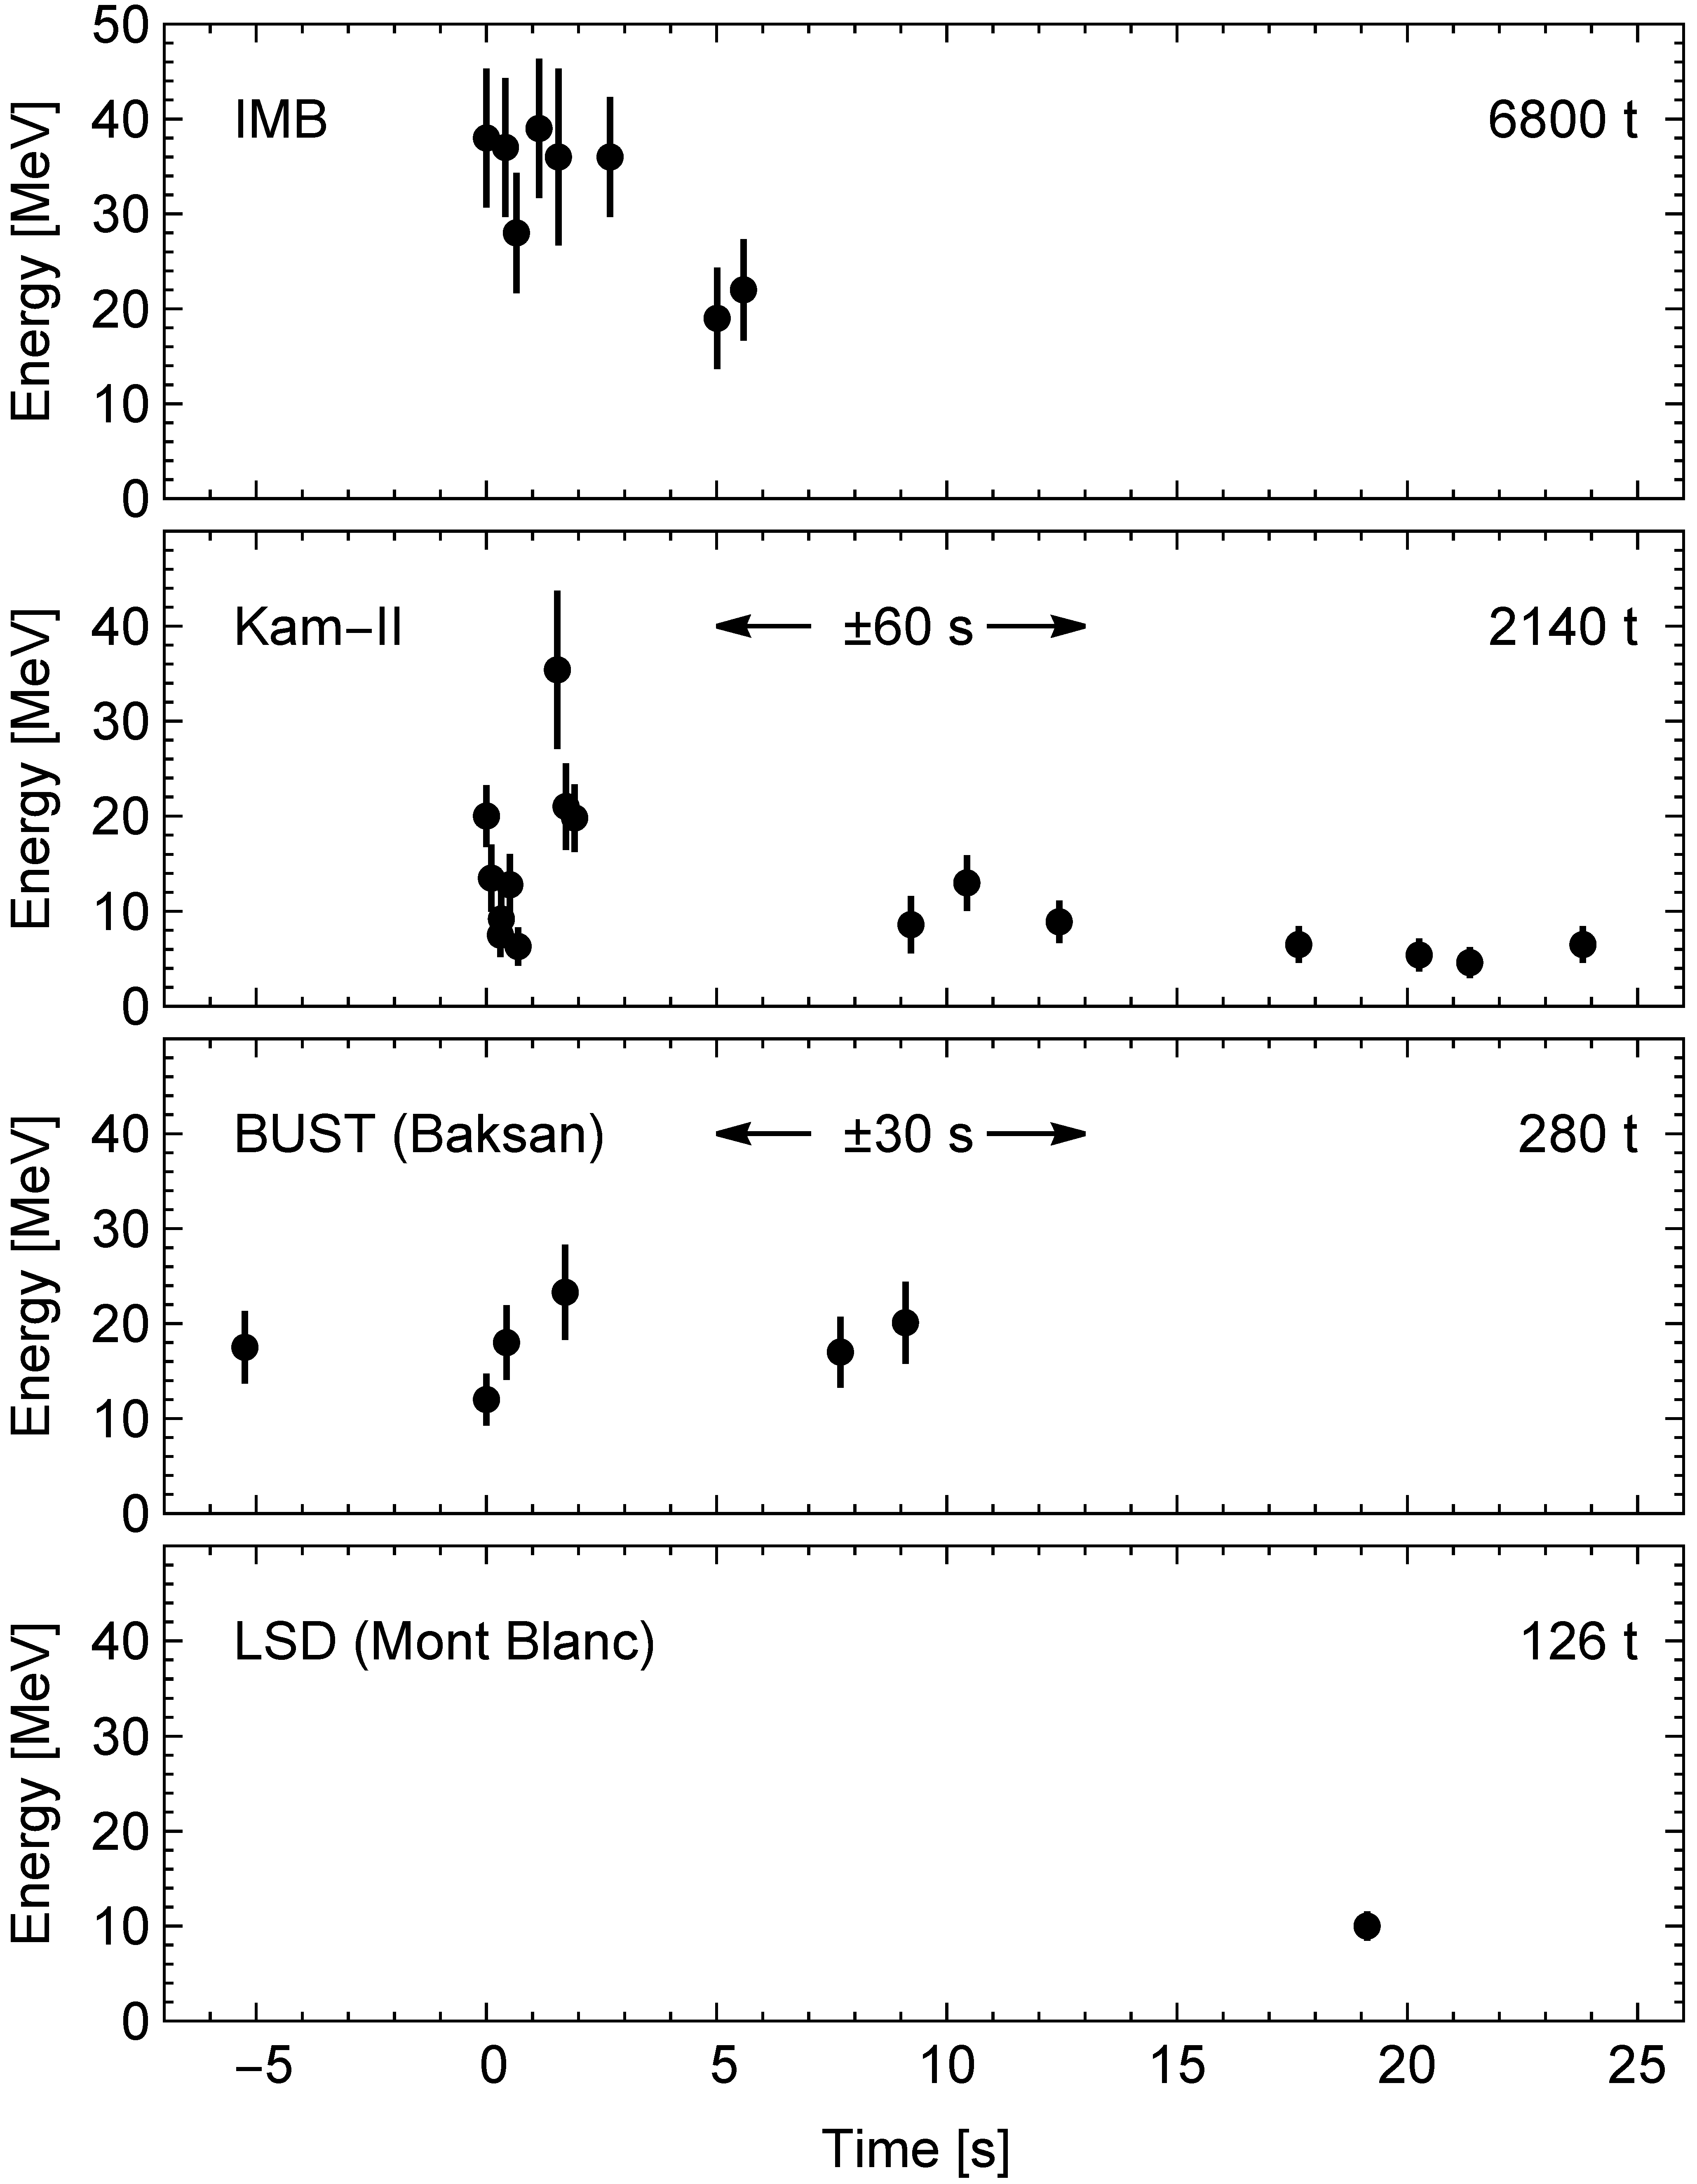 50
40
30
20
10
0
Energy [MeV]
IMB
6800 t
40
30
20
10
0
Energy [MeV]
Kam–II
±60 s
2140 t
40
30
20
10
0
Energy [MeV]
BUST (Baksan)
±30 s
280 t
40
30
20
10
0
Energy [MeV]
LSD (Mont Blanc)
126 t
–5 0 5 10 15 20 25
Time [s]